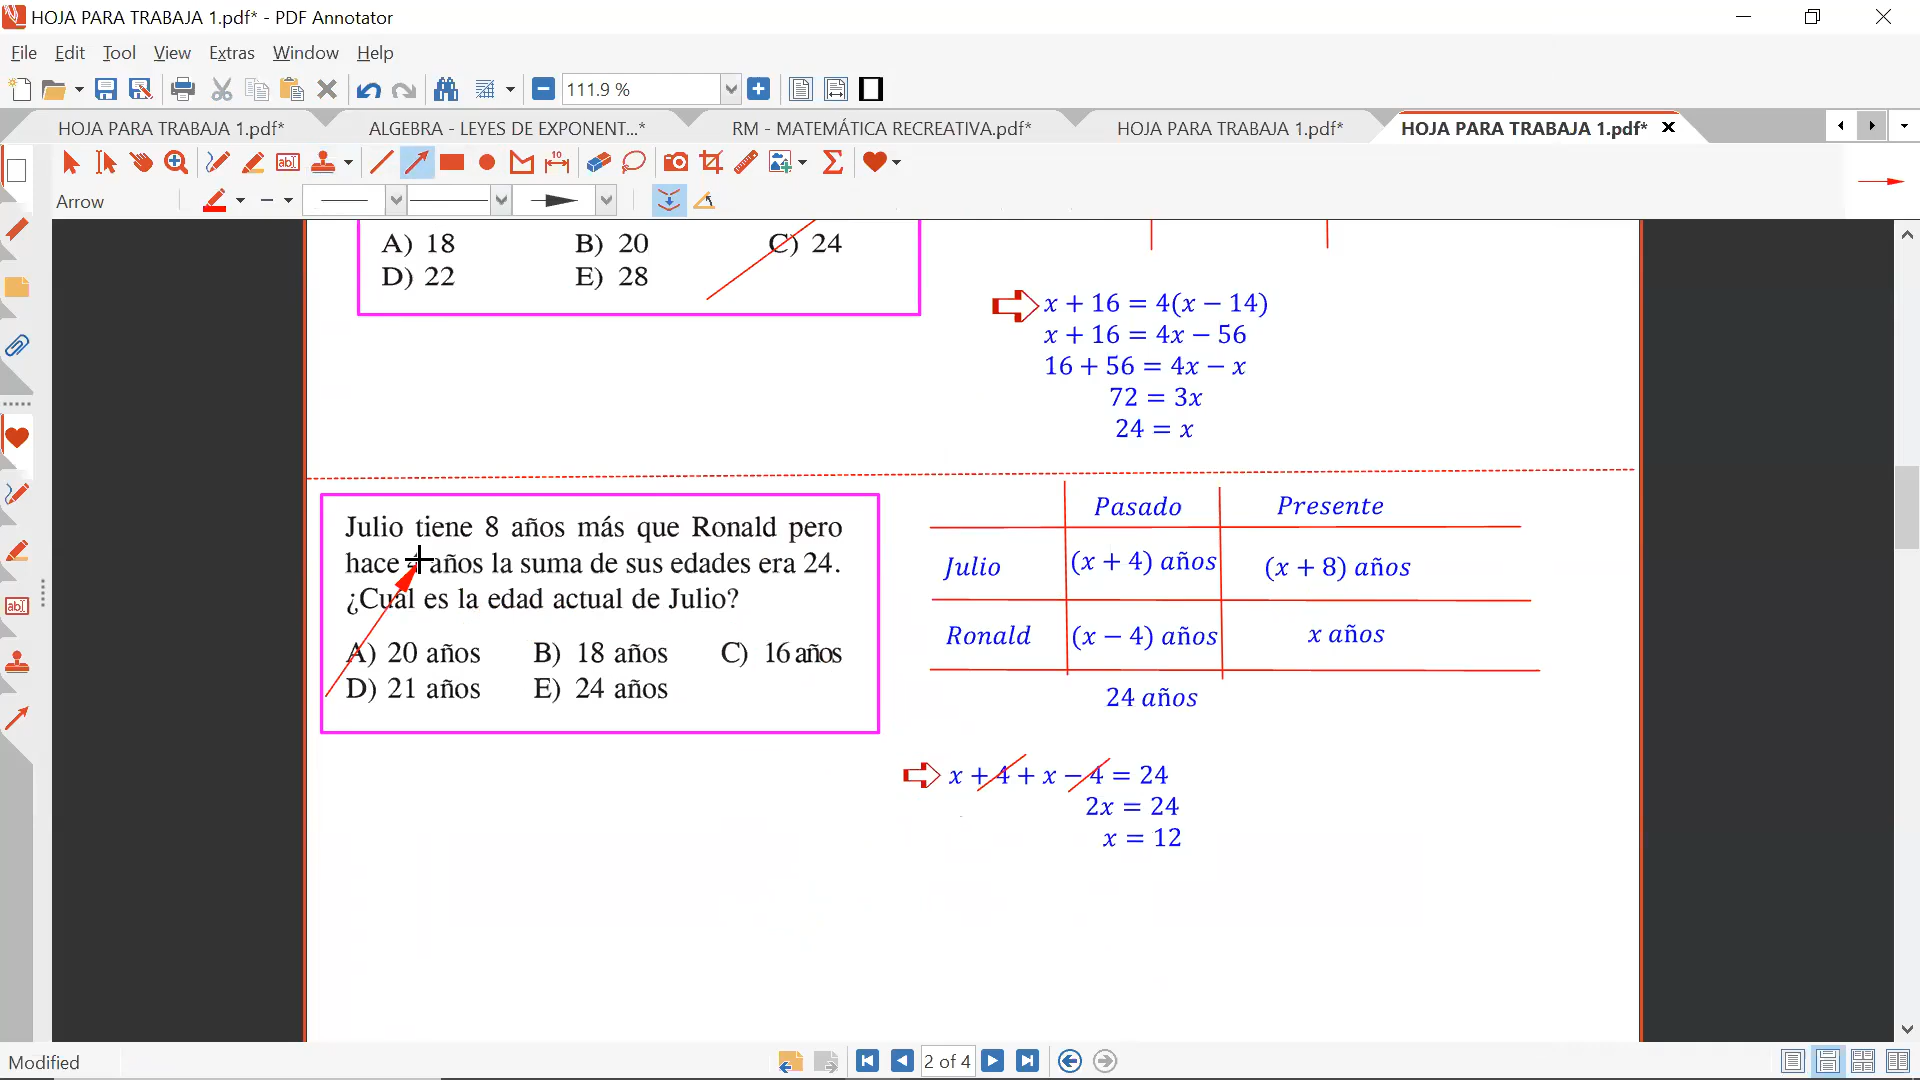 HOJA PARA TRABAJA 1.pdf* - PDF Annotator
File Edit Tool View Extras Window Help
111.9 %
HOJA PARA TRABAJA 1.pdf* ALGEBRA - LEYES DE EXPONENT...* RM - MATEMÁTICA RECREATIVA.pdf* HOJA PARA TRABAJA 1.pdf* HOJA PARA TRABAJA 1.pdf*
Arrow
A) 18 B) 20 C) 24
D) 22 E) 28
x + 16 = 4(x − 14)
x + 16 = 4x − 56
16 + 56 = 4x − x
72 = 3x
24 = x
Julio tiene 8 años más que Ronald pero
hace 4 años la suma de sus edades era 24.
¿Cuál es la edad actual de Julio?
A) 20 años B) 18 años C) 16 años
D) 21 años E) 24 años
Pasado Presente
Julio (x + 4) años (x + 8) años
Ronald (x − 4) años x años
24 años
x + 4 + x − 4 = 24
2x = 24
x = 12
Modified
2 of 4